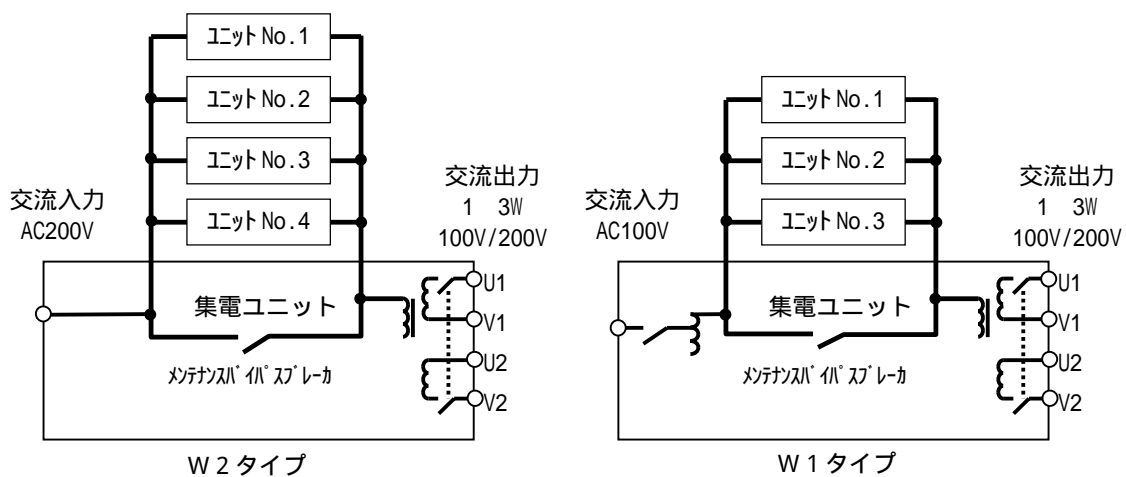 ﾕﾆｯﾄ No.1
ﾕﾆｯﾄ No.2
ﾕﾆｯﾄ No.3
ﾕﾆｯﾄ No.4
交流入力
AC200V
交流出力
1 3W
100V/200V
集電ユニット
ﾒﾝﾃﾅﾝｽﾊﾞｲﾊﾟｽﾌﾞﾚｰｶ
U1
V1
U2
V2
W2タイプ
ﾕﾆｯﾄ No.1
ﾕﾆｯﾄ No.2
ﾕﾆｯﾄ No.3
交流入力
AC100V
交流出力
1 3W
100V/200V
集電ユニット
ﾒﾝﾃﾅﾝｽﾊﾞｲﾊﾟｽﾌﾞﾚｰｶ
U1
V1
U2
V2
W1タイプ